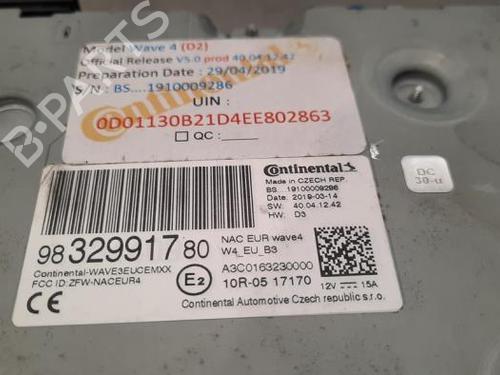 Model Wave 4 (D2)
Official Release V5.0 prod 40.04.12.42
Preparation Date : 29/04/2019
S/N : BS....1910009286
UIN :
0D01130B21D4EE802863
QC : _____
Continental
Made in CZECH REP.
BS....19100009286
Date: 2019-03-14
SW: 40.04.12.42
HW: D3
DC
30-u
98 329917 80
NAC EUR wave4
W4_EU_B3
Continental-WAVE3EUCEMXX
FCC ID: ZFW-NACEUR4
E2
A3C0163230000
10R-05 17170
12V 15A
Continental Automotive Czech republic s.r.o.
B-PARTS